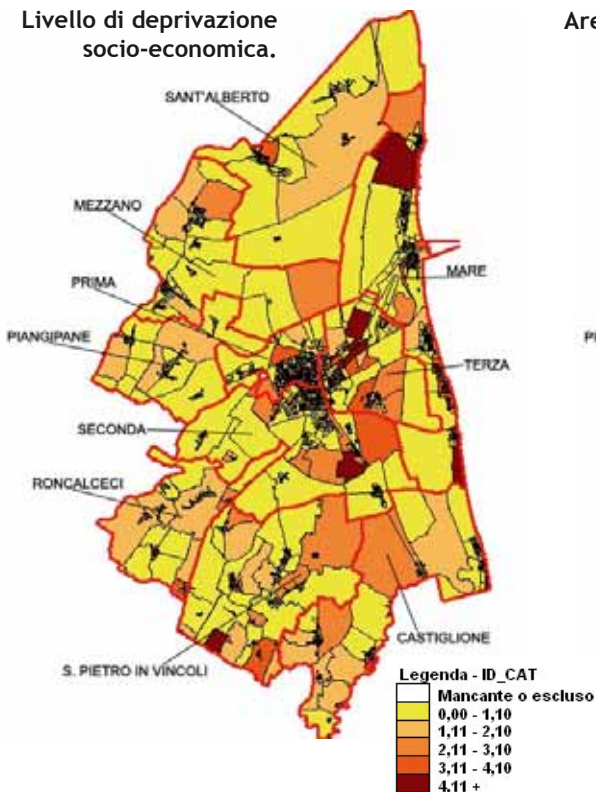 Livello di deprivazione
socio-economica.
Are
SANT'ALBERTO
MEZZANO
MARE
PRIMA
PIANGIPANE
TERZA
SECONDA
RONCALCECI
CASTIGLIONE
S. PIETRO IN VINCOLI
Legenda - ID_CAT
Mancante o escluso
0,00 - 1,10
1,11 - 2,10
2,11 - 3,10
3,11 - 4,10
4,11 +